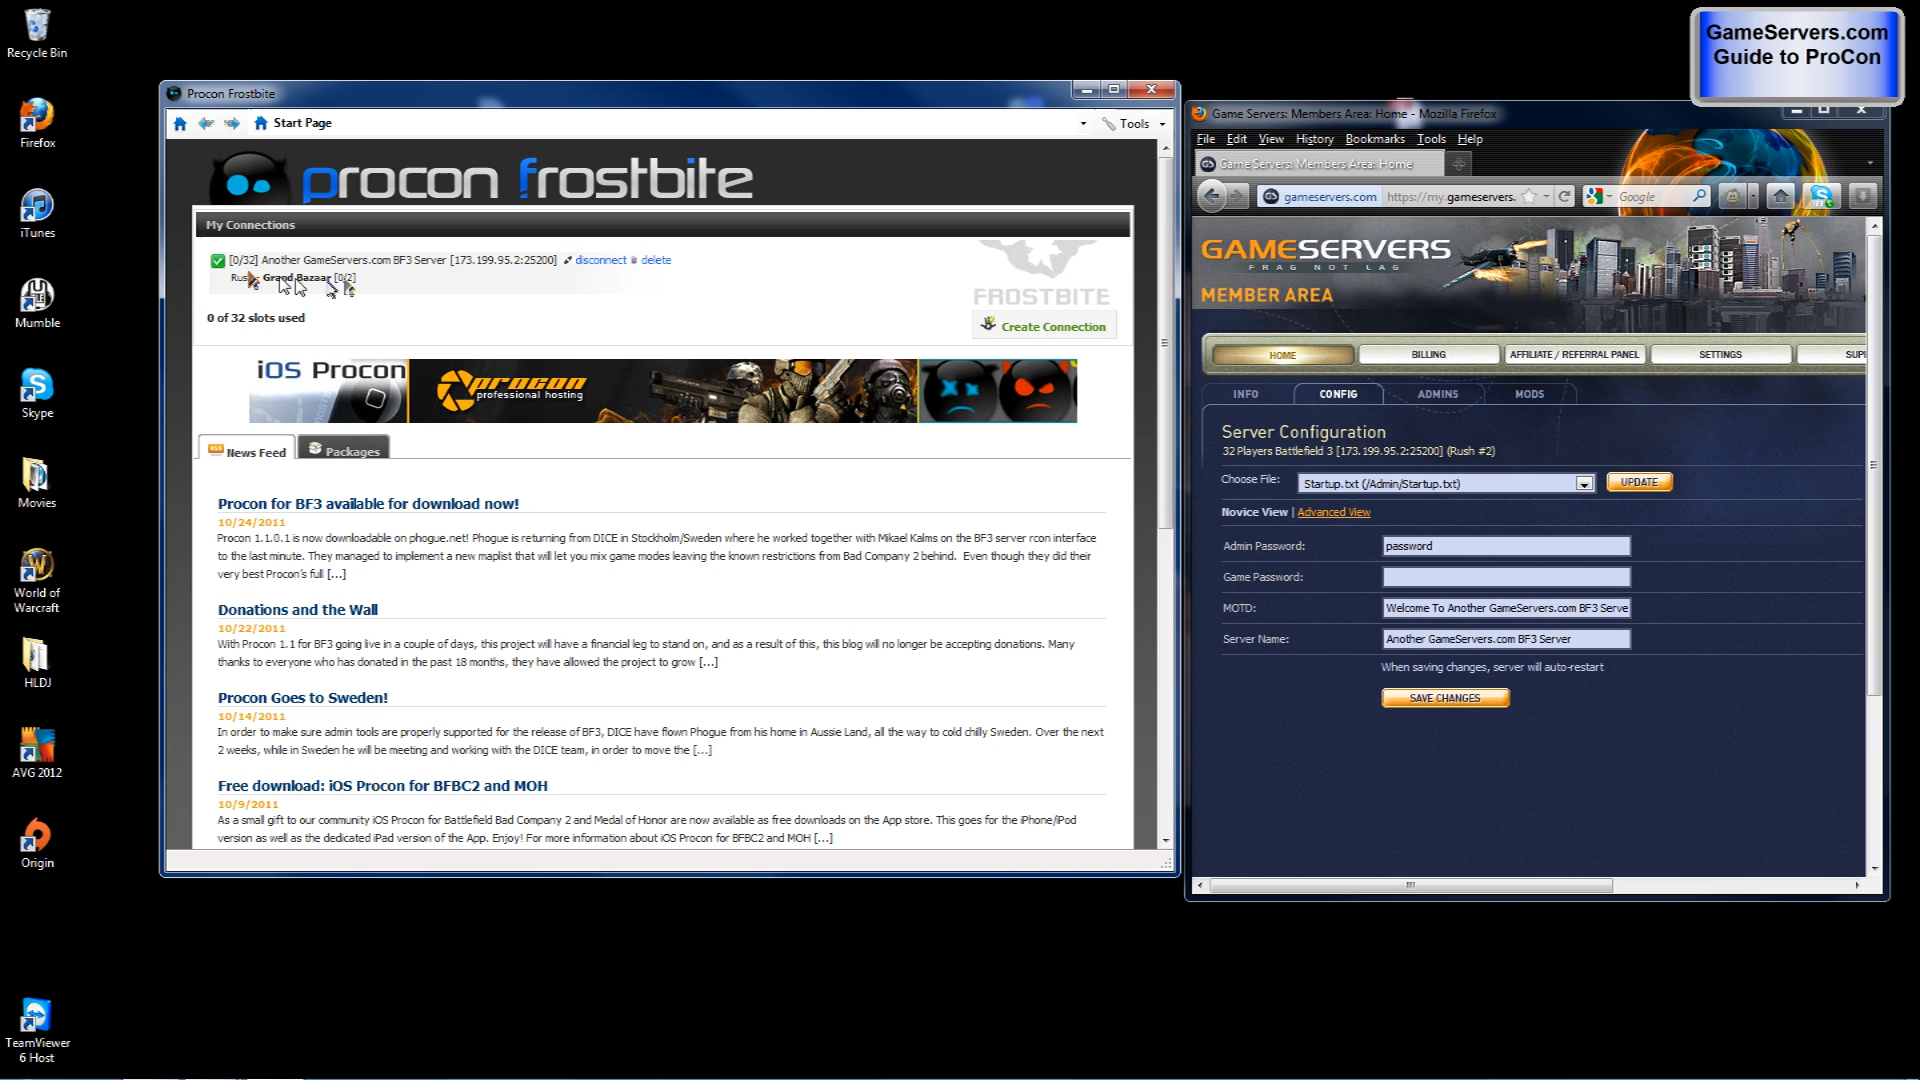 Recycle Bin
Firefox
iTunes
Mumble
Skype
Movies
World of
Warcraft
HLDJ
AVG 2012
Origin
TeamViewer
6 Host
GameServers.com
Guide to ProCon
Procon Frostbite
Start Page
Tools
procon frostbite
My Connections
[0/32] Another GameServers.com BF3 Server [173.199.95.2:25200] disconnect delete
Grand Bazaar [0/2]
FROSTBITE
0 of 32 slots used
Create Connection
iOS Procon
procon
professional hosting
News Feed
Packages
Procon for BF3 available for download now!
10/24/2011
Procon 1.1.0.1 is now downloadable on phogue.net! Phogue is returning from DICE in Stockholm/Sweden where he worked together with Mikael Kalms on the BF3 server rcon interface
to the last minute. They managed to implement a new maplist that will let you mix game modes leaving the known restrictions from Bad Company 2 behind. Even though they did their
very best Procon's full [...]
Donations and the Wall
10/22/2011
With Procon 1.1 for BF3 going live in a couple of days, this project will have a financial leg to stand on, and as a result of this, this blog will no longer be accepting donations. Many
thanks to everyone who has donated in the past 18 months, they have allowed the project to grow [...]
Procon Goes to Sweden!
10/14/2011
In order to make sure admin tools are properly supported for the release of BF3, DICE have flown Phogue from his home in Aussie Land, all the way to cold chilly Sweden. Over the next
2 weeks, while in Sweden he will be meeting and working with the DICE team, in order to move the [...]
Free download: iOS Procon for BFBC2 and MOH
10/9/2011
As a small gift to our community iOS Procon for Battlefield Bad Company 2 and Medal of Honor are now available as free downloads on the App store. This goes for the iPhone/iPod
version as well as the dedicated iPad version of the App. Enjoy! For more information about iOS Procon for BFBC2 and MOH [...]
Game Servers: Members Area: Home - Mozilla Firefox
File Edit View History Bookmarks Tools Help
Game Servers: Members Area: Home
gameservers.com https://my.gameservers.
Google
GAMESERVERS
FRAG NOT LAG
MEMBER AREA
HOME
BILLING
AFFILIATE / REFERRAL PANEL
SETTINGS
SUPP
INFO
CONFIG
ADMINS
MODS
Server Configuration
32 Players Battlefield 3 [173.199.95.2:25200] (Rush #2)
Choose File: Startup.txt (/Admin/Startup.txt) UPDATE
Novice View | Advanced View
Admin Password: password
Game Password:
MOTD: Welcome To Another GameServers.com BF3 Serve
Server Name: Another GameServers.com BF3 Server
When saving changes, server will auto-restart
SAVE CHANGES